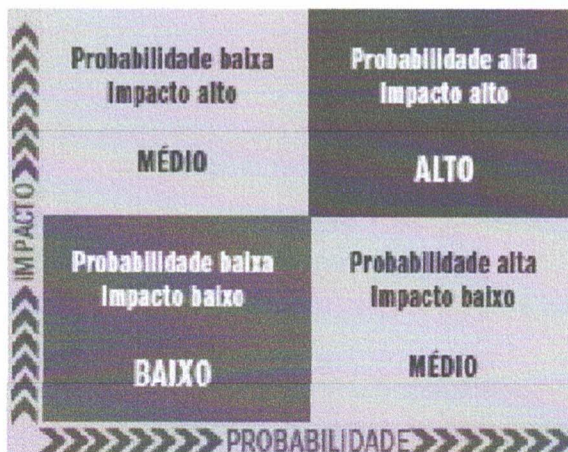 Probabilidade baixa
Impacto alto
MÉDIO
Probabilidade alta
Impacto alto
ALTO
IMPACTO
Probabilidade baixa
Impacto baixo
BAIXO
Probabilidade alta
Impacto baixo
MÉDIO
PROBABILIDADE